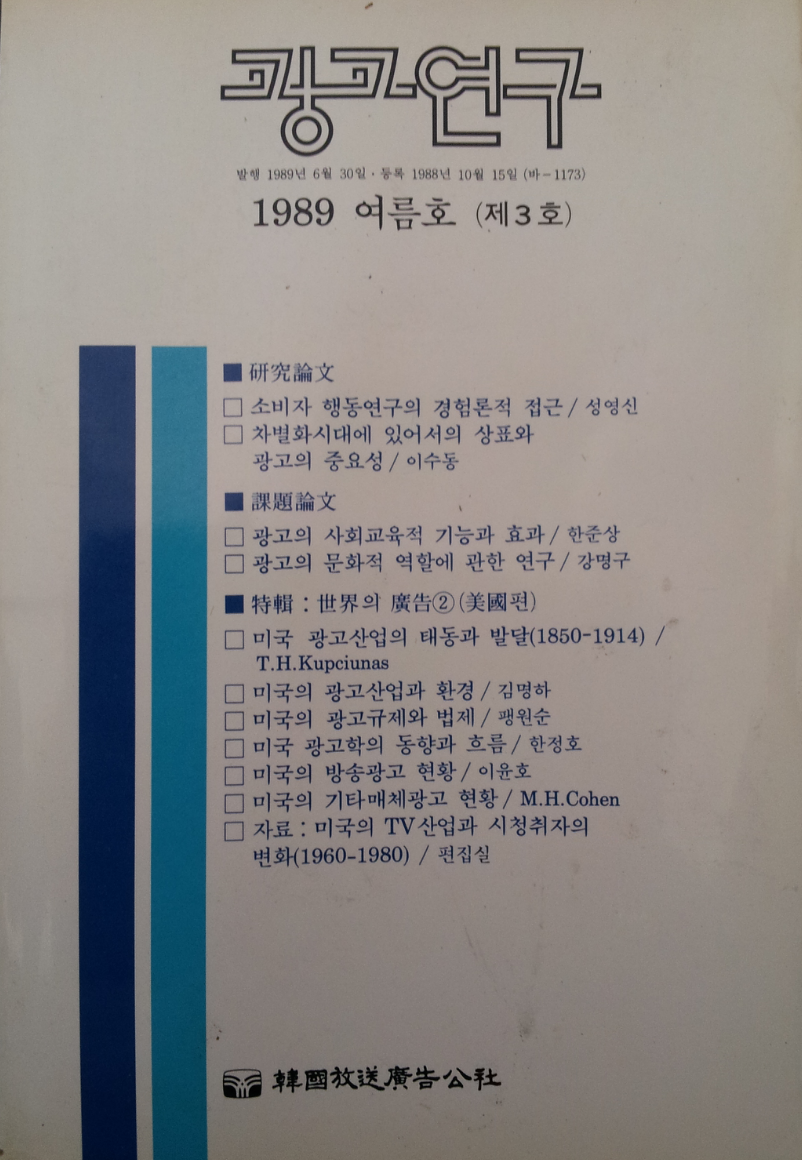 광고연구
발행 1989년 6월 30일·등록 1988년 10월 15일 (바-1173)
1989 여름호 (제3호)
■ 硏究論文
□ 소비자 행동연구의 경험론적 접근 / 성영신
□ 차별화시대에 있어서의 상표와
광고의 중요성 / 이수동
■ 課題論文
□ 광고의 사회교육적 기능과 효과 / 한준상
□ 광고의 문화적 역할에 관한 연구 / 강명구
■ 特輯 : 世界의 廣告②(美國편)
□ 미국 광고산업의 태동과 발달(1850-1914) /
T.H.Kupciunas
□ 미국의 광고산업과 환경 / 김명하
□ 미국의 광고규제와 법제 / 팽원순
□ 미국 광고학의 동향과 흐름 / 한정호
□ 미국의 방송광고 현황 / 이윤호
□ 미국의 기타매체광고 현황 / M.H.Cohen
□ 자료 : 미국의 TV산업과 시청취자의
변화(1960-1980) / 편집실
韓國放送廣告公社